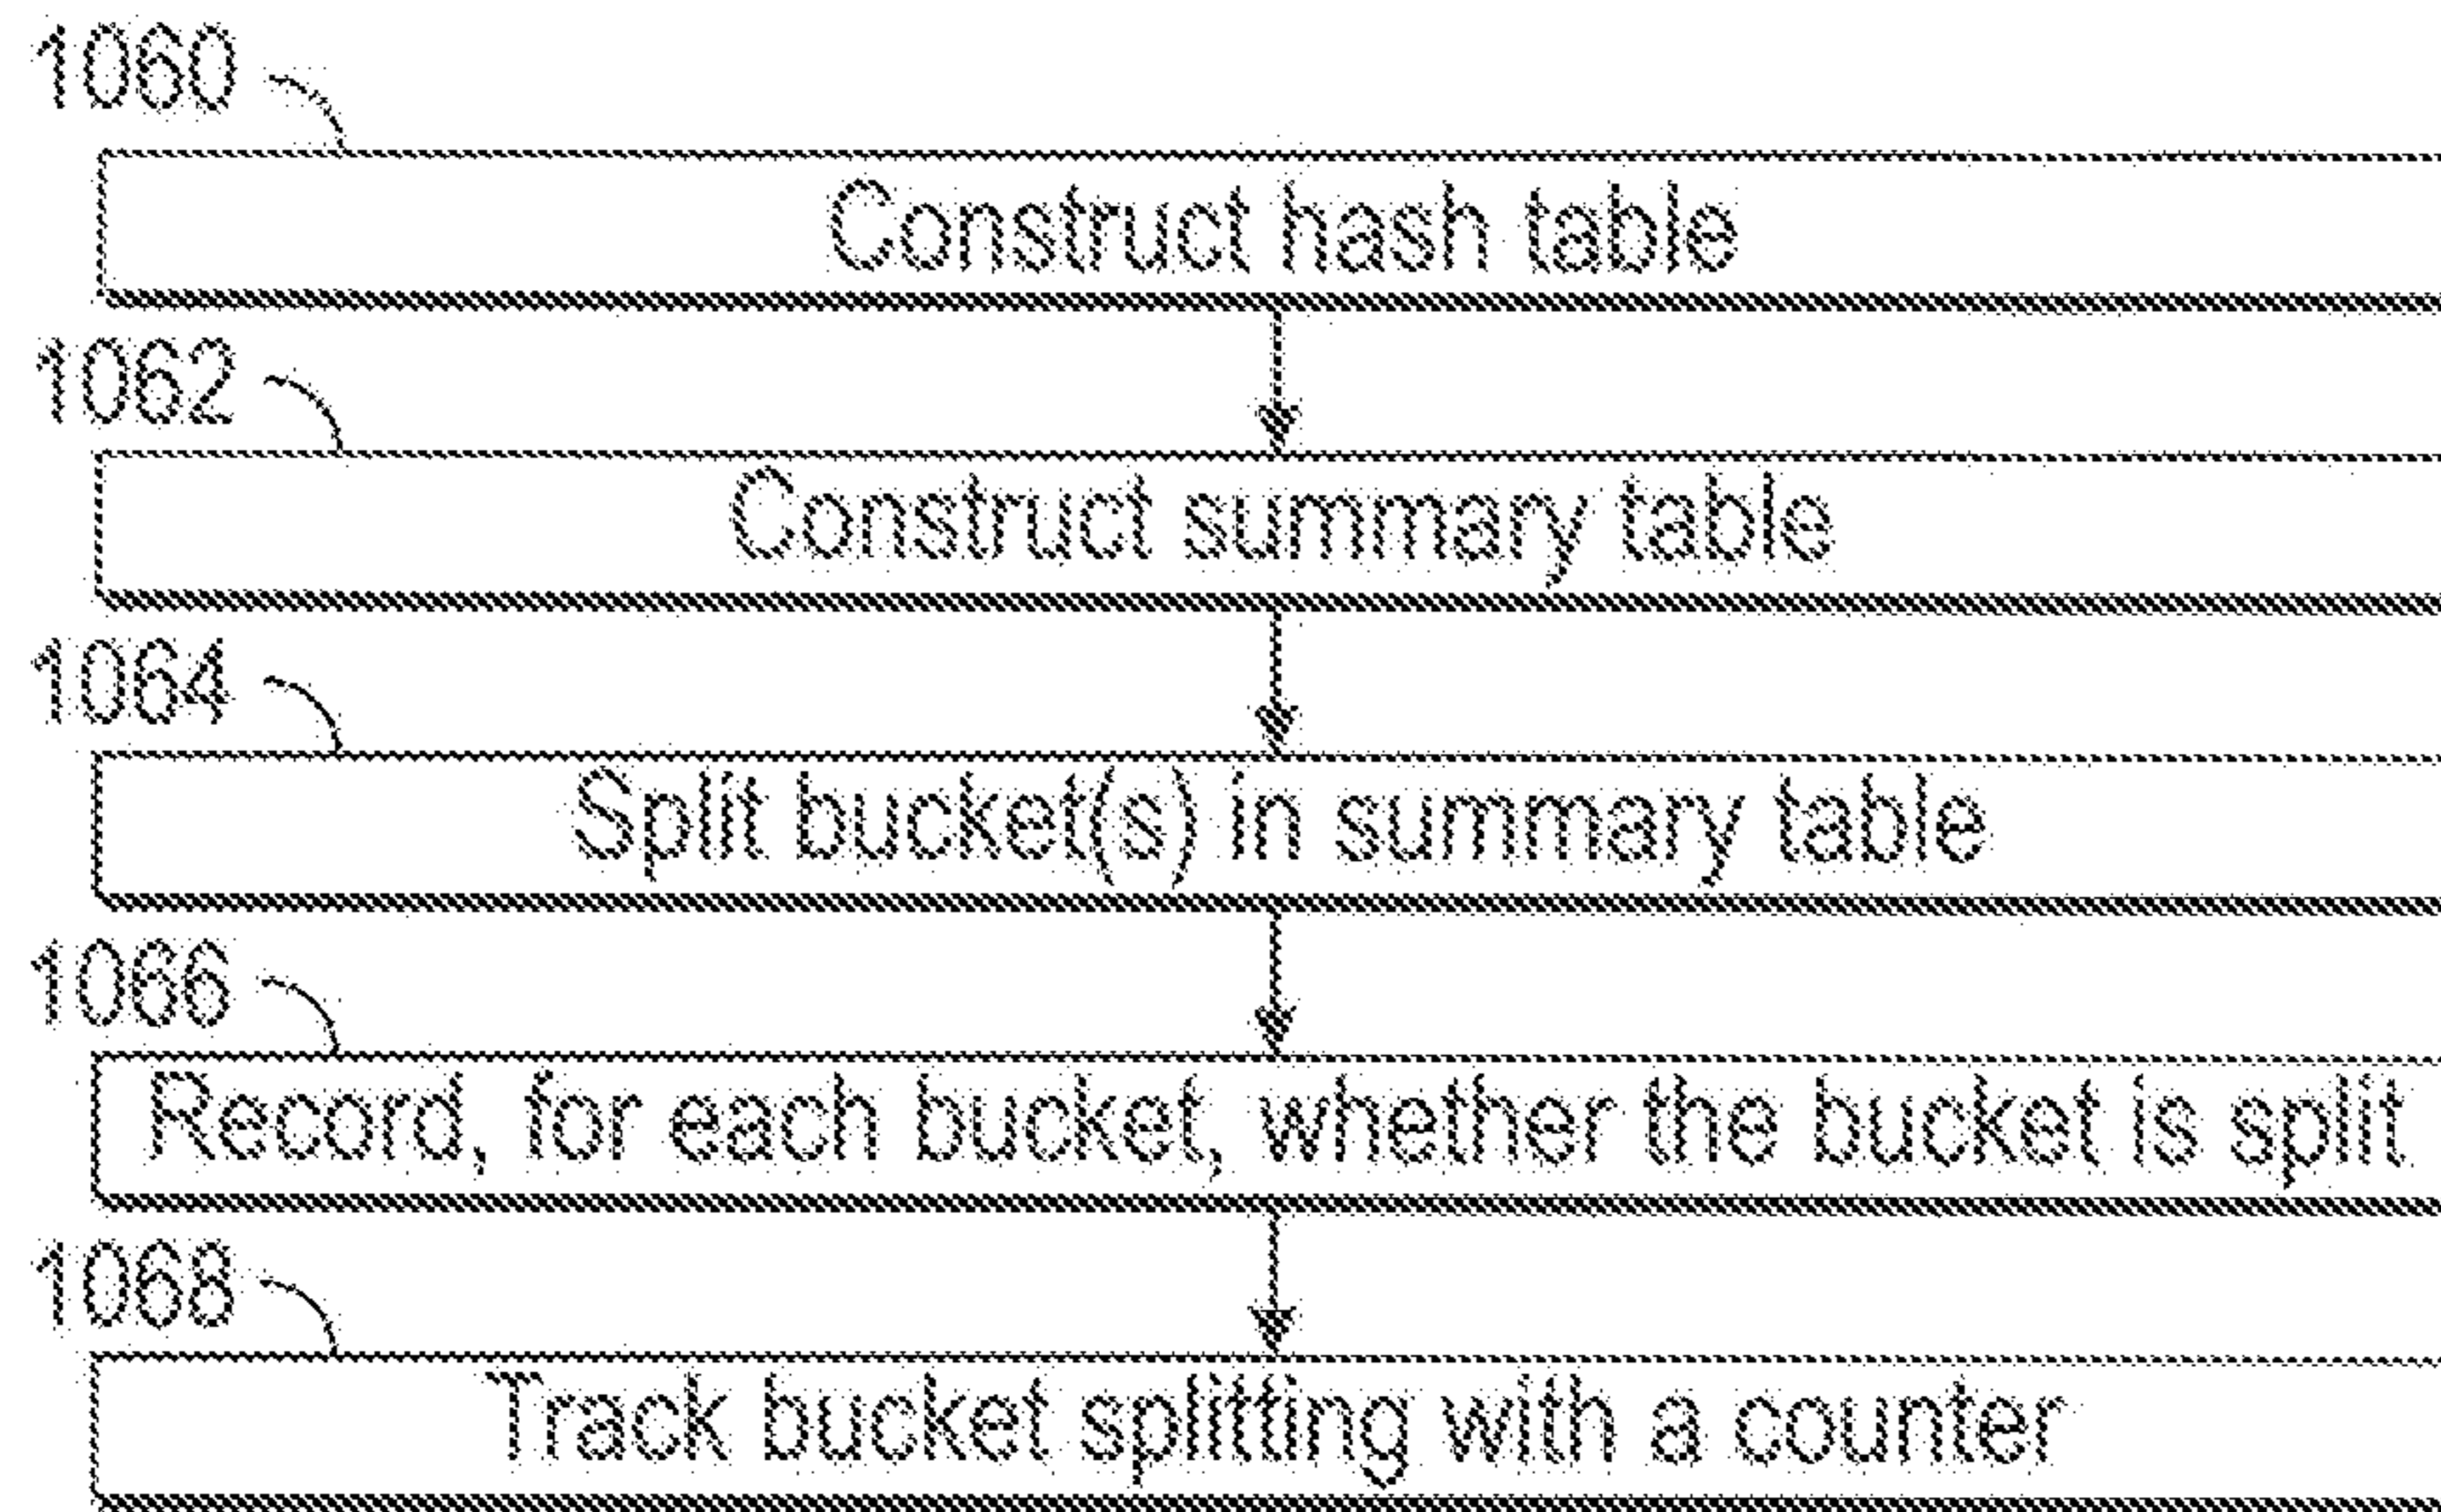 1060
Construct hash table
1062
Construct summary table
1064
Split bucket(s) in summary table
1066
Record, for each bucket, whether the bucket is split
1068
Track bucket splitting with a counter